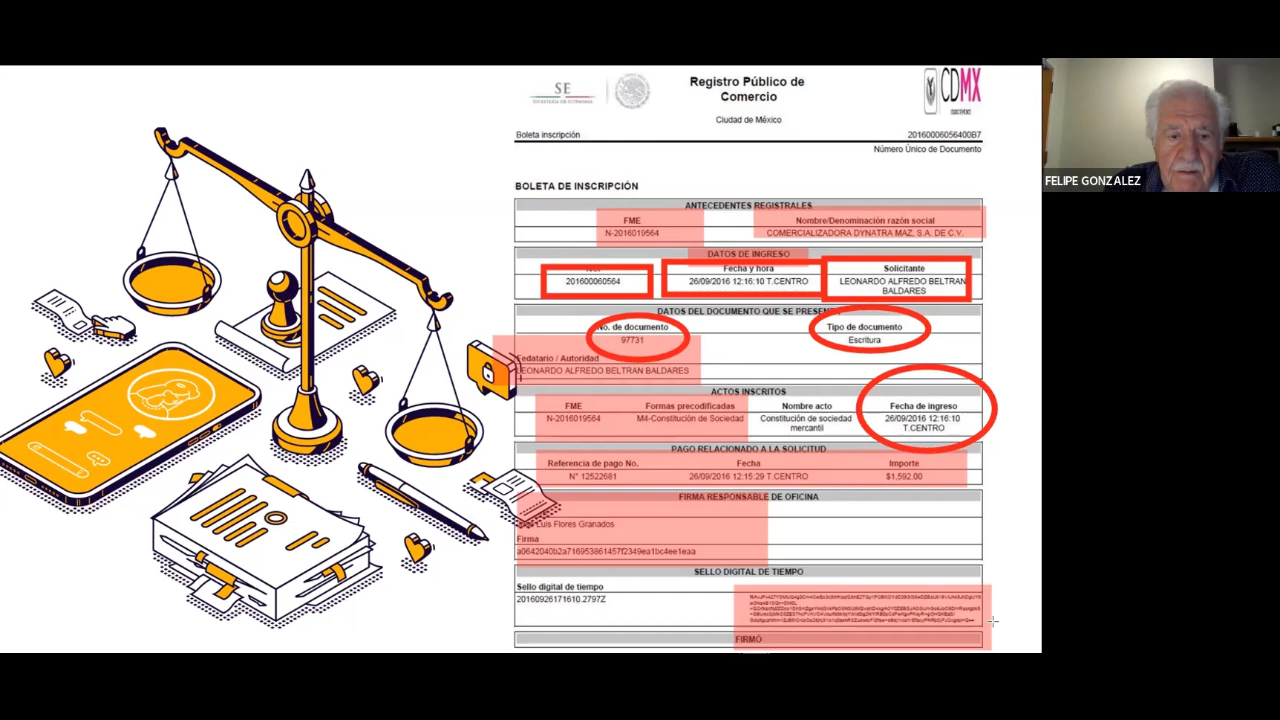 SE
SECRETARÍA DE ECONOMÍA
Registro Público de
Comercio
Ciudad de México
CDMX
Boleta inscripción
20160006056400B7
Número Único de Documento
BOLETA DE INSCRIPCIÓN
ANTECEDENTES REGISTRALES
FME Nombre/Denominación razón social
N-2016019564 COMERCIALIZADORA DYNATRA MAZ, S.A. DE C.V.
DATOS DE INGRESO
Fecha y hora Solicitante
201600060564 26/09/2016 12:16:10 T.CENTRO LEONARDO ALFREDO BELTRAN
BALDARES
DATOS DEL DOCUMENTO QUE SE PRESENTA
No. de documento Tipo de documento
97731 Escritura
Fedatario / Autoridad
LEONARDO ALFREDO BELTRAN BALDARES
ACTOS INSCRITOS
FME Formas precodificadas Nombre acto Fecha de ingreso
N-2016019564 M4-Constitución de Sociedad Constitución de sociedad 26/09/2016 12:16:10
mercantil T.CENTRO
PAGO RELACIONADO A LA SOLICITUD
Referencia de pago No. Fecha Importe
N° 12522681 26/09/2016 12:15:29 T.CENTRO $1,592.00
FIRMA RESPONSABLE DE OFICINA
Luis Flores Granados
Firma
a0642040b2a716953861457f2349ea1bc4ee1eaa
SELLO DIGITAL DE TIEMPO
Sello digital de tiempo
20160926171610.2797Z
FIRMÓ
FELIPE GONZALEZ